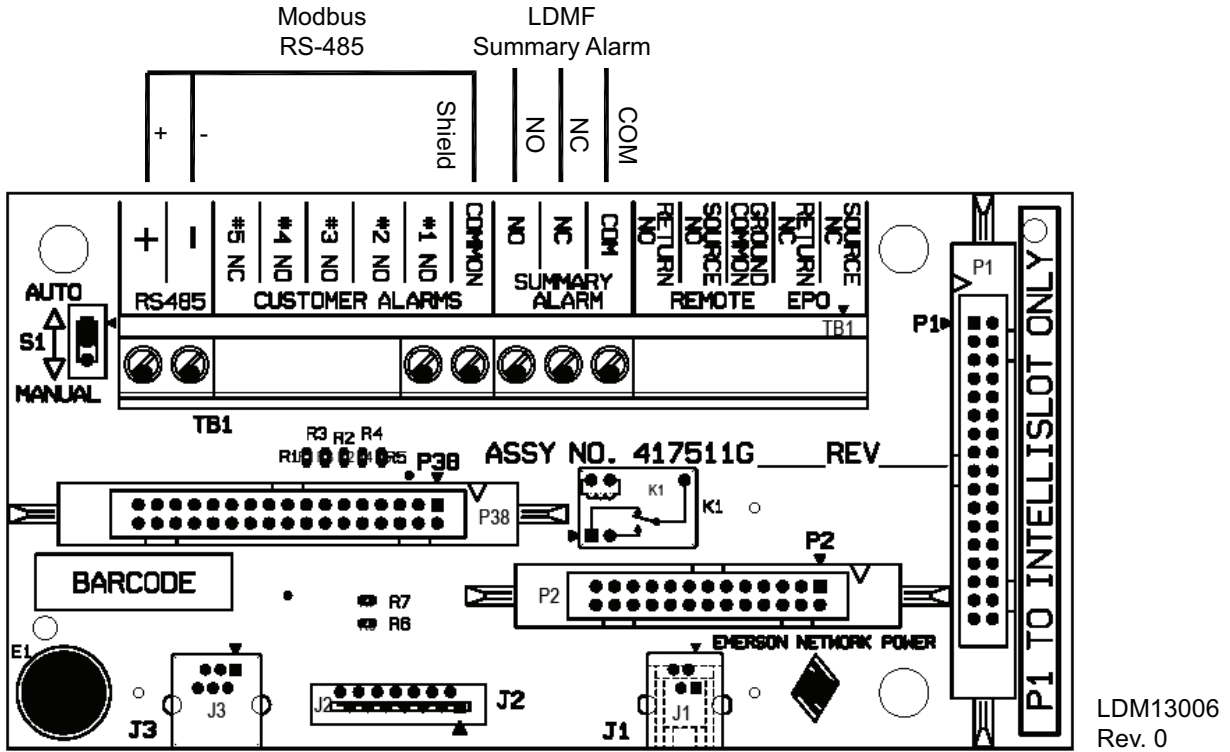 Modbus
RS-485
LDMF
Summary Alarm
+
-
Shield
NO
NC
COM
+
-
#5 NC
#4 NO
#3 NO
#2 NO
#1 NO
COMMON
NO
NC
COM
RETURN
NO
SOURCE
NO
GROUND
COMMON
RETURN
NC
SOURCE
NC
RS-485
CUSTOMER ALARMS
SUMMARY
ALARM
REMOTE EPO
TB1
AUTO
S1
MANUAL
TB1
P1
P1
P1 TO INTELLISLOT ONLY
R3 R2 R4
R1 R5
P38
P38
ASSY NO. 417511G____REV____
K1
K1
P2
P2
BARCODE
R7
R6
EMERSON NETWORK POWER
E1
J3
J3
J2
J2
J1
J1
LDM13006
Rev. 0